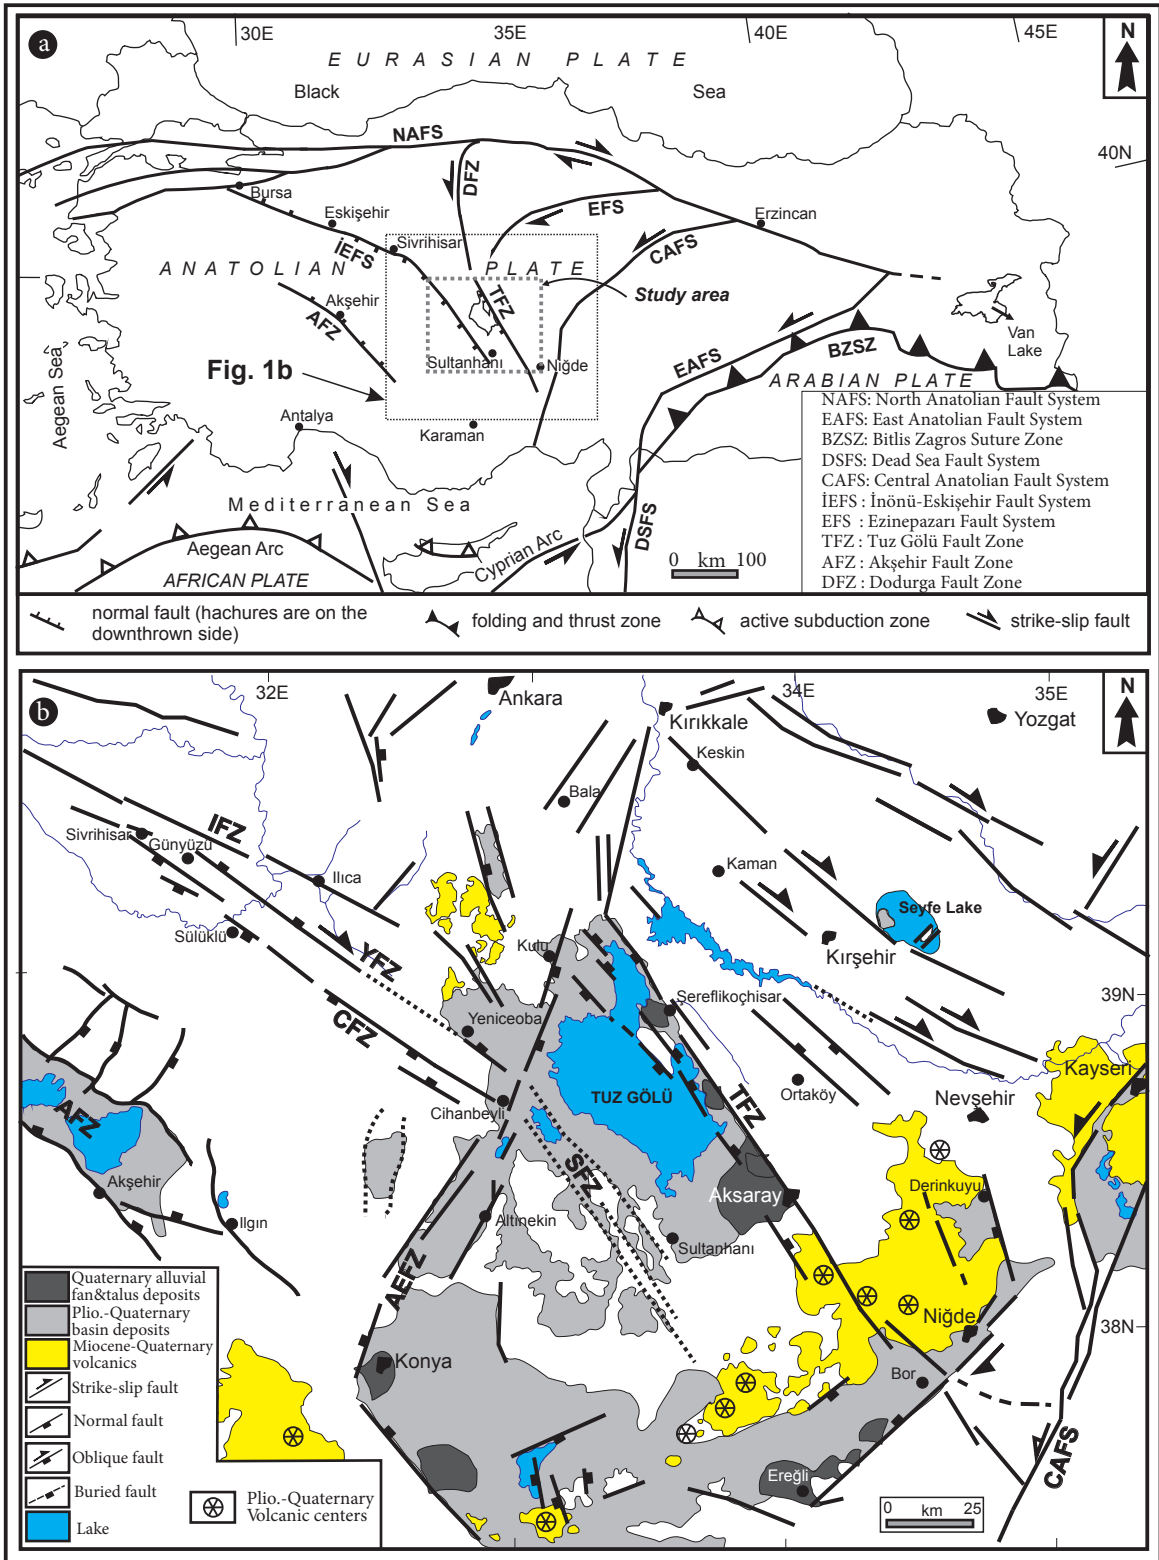 a
30E
35E
40E
45E
N
EURASIAN PLATE
Black
Sea
NAFS
40N
DFZ
Bursa
EFS
Eskişehir
Erzincan
Sivrihisar
İEFS
CAFS
ANATOLIAN PLATE
TFZ
Study area
Akşehir
AFZ
Van
Lake
BZSZ
Sultanhanı
Niğde
EAFS
Fig. 1b
ARABIAN PLATE
Aegean Sea
Antalya
Karaman
NAFS: North Anatolian Fault System
EAFS: East Anatolian Fault System
BZSZ: Bitlis Zagros Suture Zone
DSFS: Dead Sea Fault System
CAFS: Central Anatolian Fault System
İEFS : İnönü-Eskişehir Fault System
EFS : Ezinepazarı Fault System
TFZ : Tuz Gölü Fault Zone
AFZ : Akşehir Fault Zone
DFZ : Dodurga Fault Zone
Mediterranean Sea
DSFS
Aegean Arc
Cyprian Arc
0 km 100
AFRICAN PLATE
normal fault (hachures are on the
downthrown side)
folding and thrust zone
active subduction zone
strike-slip fault
b
32E
34E
35E
N
Ankara
Kırıkkale
Yozgat
Keskin
Bala
IFZ
Sivrihisar
Günyüzü
Kaman
Ilıca
Seyfe Lake
Sülüklü
YFZ
Kulu
Kırşehir
Şereflikoçhisar
39N
CFZ
Yeniceoba
Kayseri
AFZ
Cihanbeyli
TUZ GÖLÜ
TFZ
Ortaköy
Nevşehir
SFZ
Akşehir
Aksaray
Derinkuyu
Ilgın
Altınekin
Sultanhanı
AEFZ
Niğde
38N
Konya
Bor
CAFS
Ereğli
Quaternary alluvial
fan&talus deposits
Plio.-Quaternary
basin deposits
Miocene-Quaternary
volcanics
Strike-slip fault
Normal fault
Oblique fault
Buried fault
Lake
Plio.-Quaternary
Volcanic centers
0 km 25